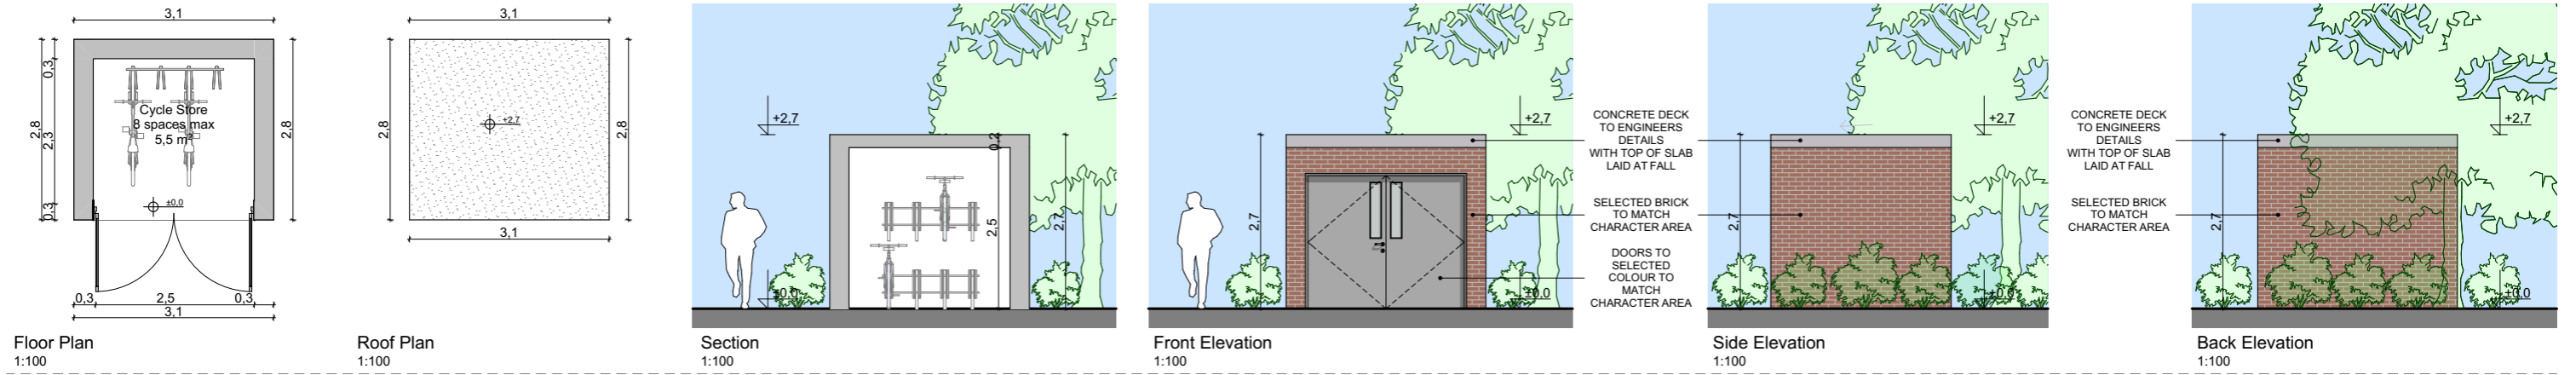 3,1
0,3
2,3
0,3
2,8
2,8
Cycle Store
8 spaces max
5,5 m²
±0,0
0,3
2,5
0,3
3,1
Floor Plan
1:100
3,1
2,8
+2,7
2,8
3,1
Roof Plan
1:100
+2,7
0,2
2,5
2,7
±0,0
Section
1:100
+2,7
2,7
±0,0
Front Elevation
1:100
CONCRETE DECK
TO ENGINEERS
DETAILS
WITH TOP OF SLAB
LAID AT FALL
SELECTED BRICK
TO MATCH
CHARACTER AREA
DOORS TO
SELECTED
COLOUR TO
MATCH
CHARACTER AREA
+2,7
2,7
±0,0
Side Elevation
1:100
CONCRETE DECK
TO ENGINEERS
DETAILS
WITH TOP OF SLAB
LAID AT FALL
SELECTED BRICK
TO MATCH
CHARACTER AREA
+2,7
2,7
±0,0
Back Elevation
1:100